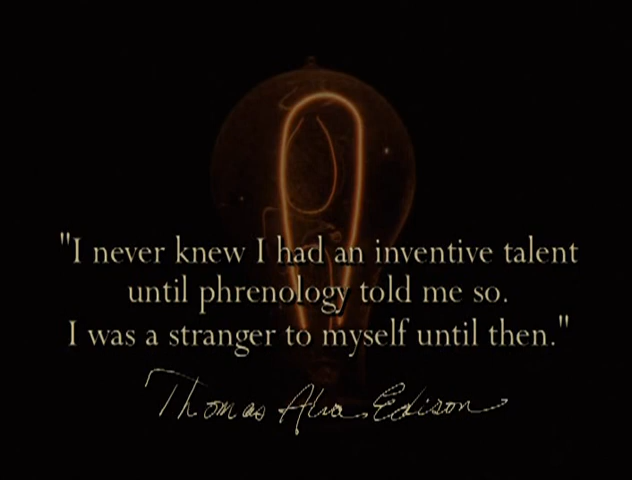 "I never knew I had an inventive talent
until phrenology told me so.
I was a stranger to myself until then."
Thomas Alva Edison